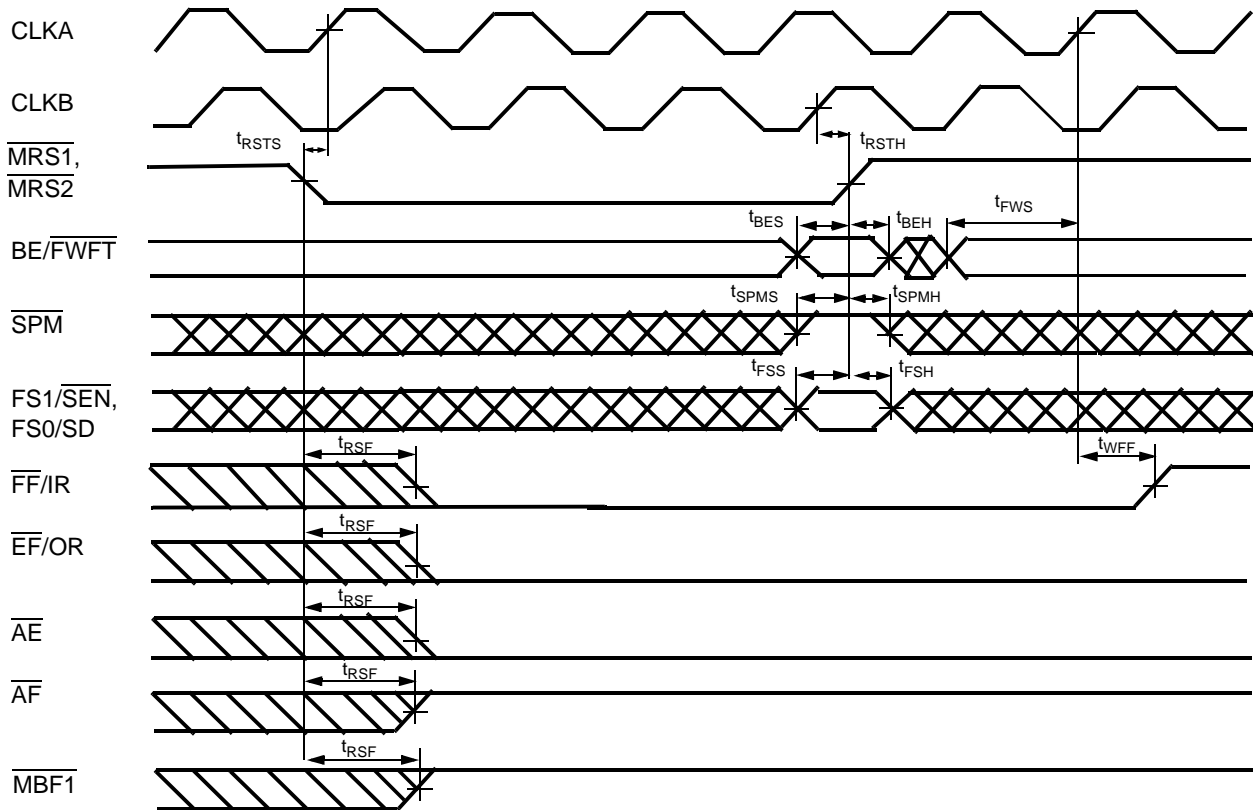 CLKA
CLKB
tRSTS
tRSTH
MRS1,
MRS2
tBES
tBEH
tFWS
BE/FWFT
tSPMS
tSPMH
SPM
tFSS
tFSH
FS1/SEN,
FS0/SD
tRSF
tWFF
FF/IR
tRSF
EF/OR
tRSF
AE
tRSF
AF
tRSF
MBF1